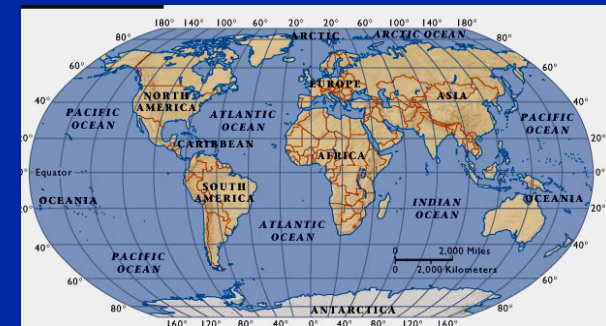 180° 140° 100° 60° 20° 20° 60° 100° 140° 180°
ARCTIC
ARCTIC OCEAN
80° 80°
60° 60°
EUROPE
NORTH
AMERICA
ASIA
40° 40°
PACIFIC
OCEAN
ATLANTIC
OCEAN
PACIFIC
OCEAN
20° 20°
CARIBBEAN
AFRICA
0° Equator 0°
SOUTH
AMERICA
OCEANIA
INDIAN
OCEAN
OCEANIA
20° 20°
ATLANTIC
OCEAN
40° 40°
PACIFIC
OCEAN
0 2,000 Miles
0 2,000 Kilometers
60° 60°
80° 80°
ANTARCTICA
160° 120° 80° 40° 0° 40° 80° 120° 160°